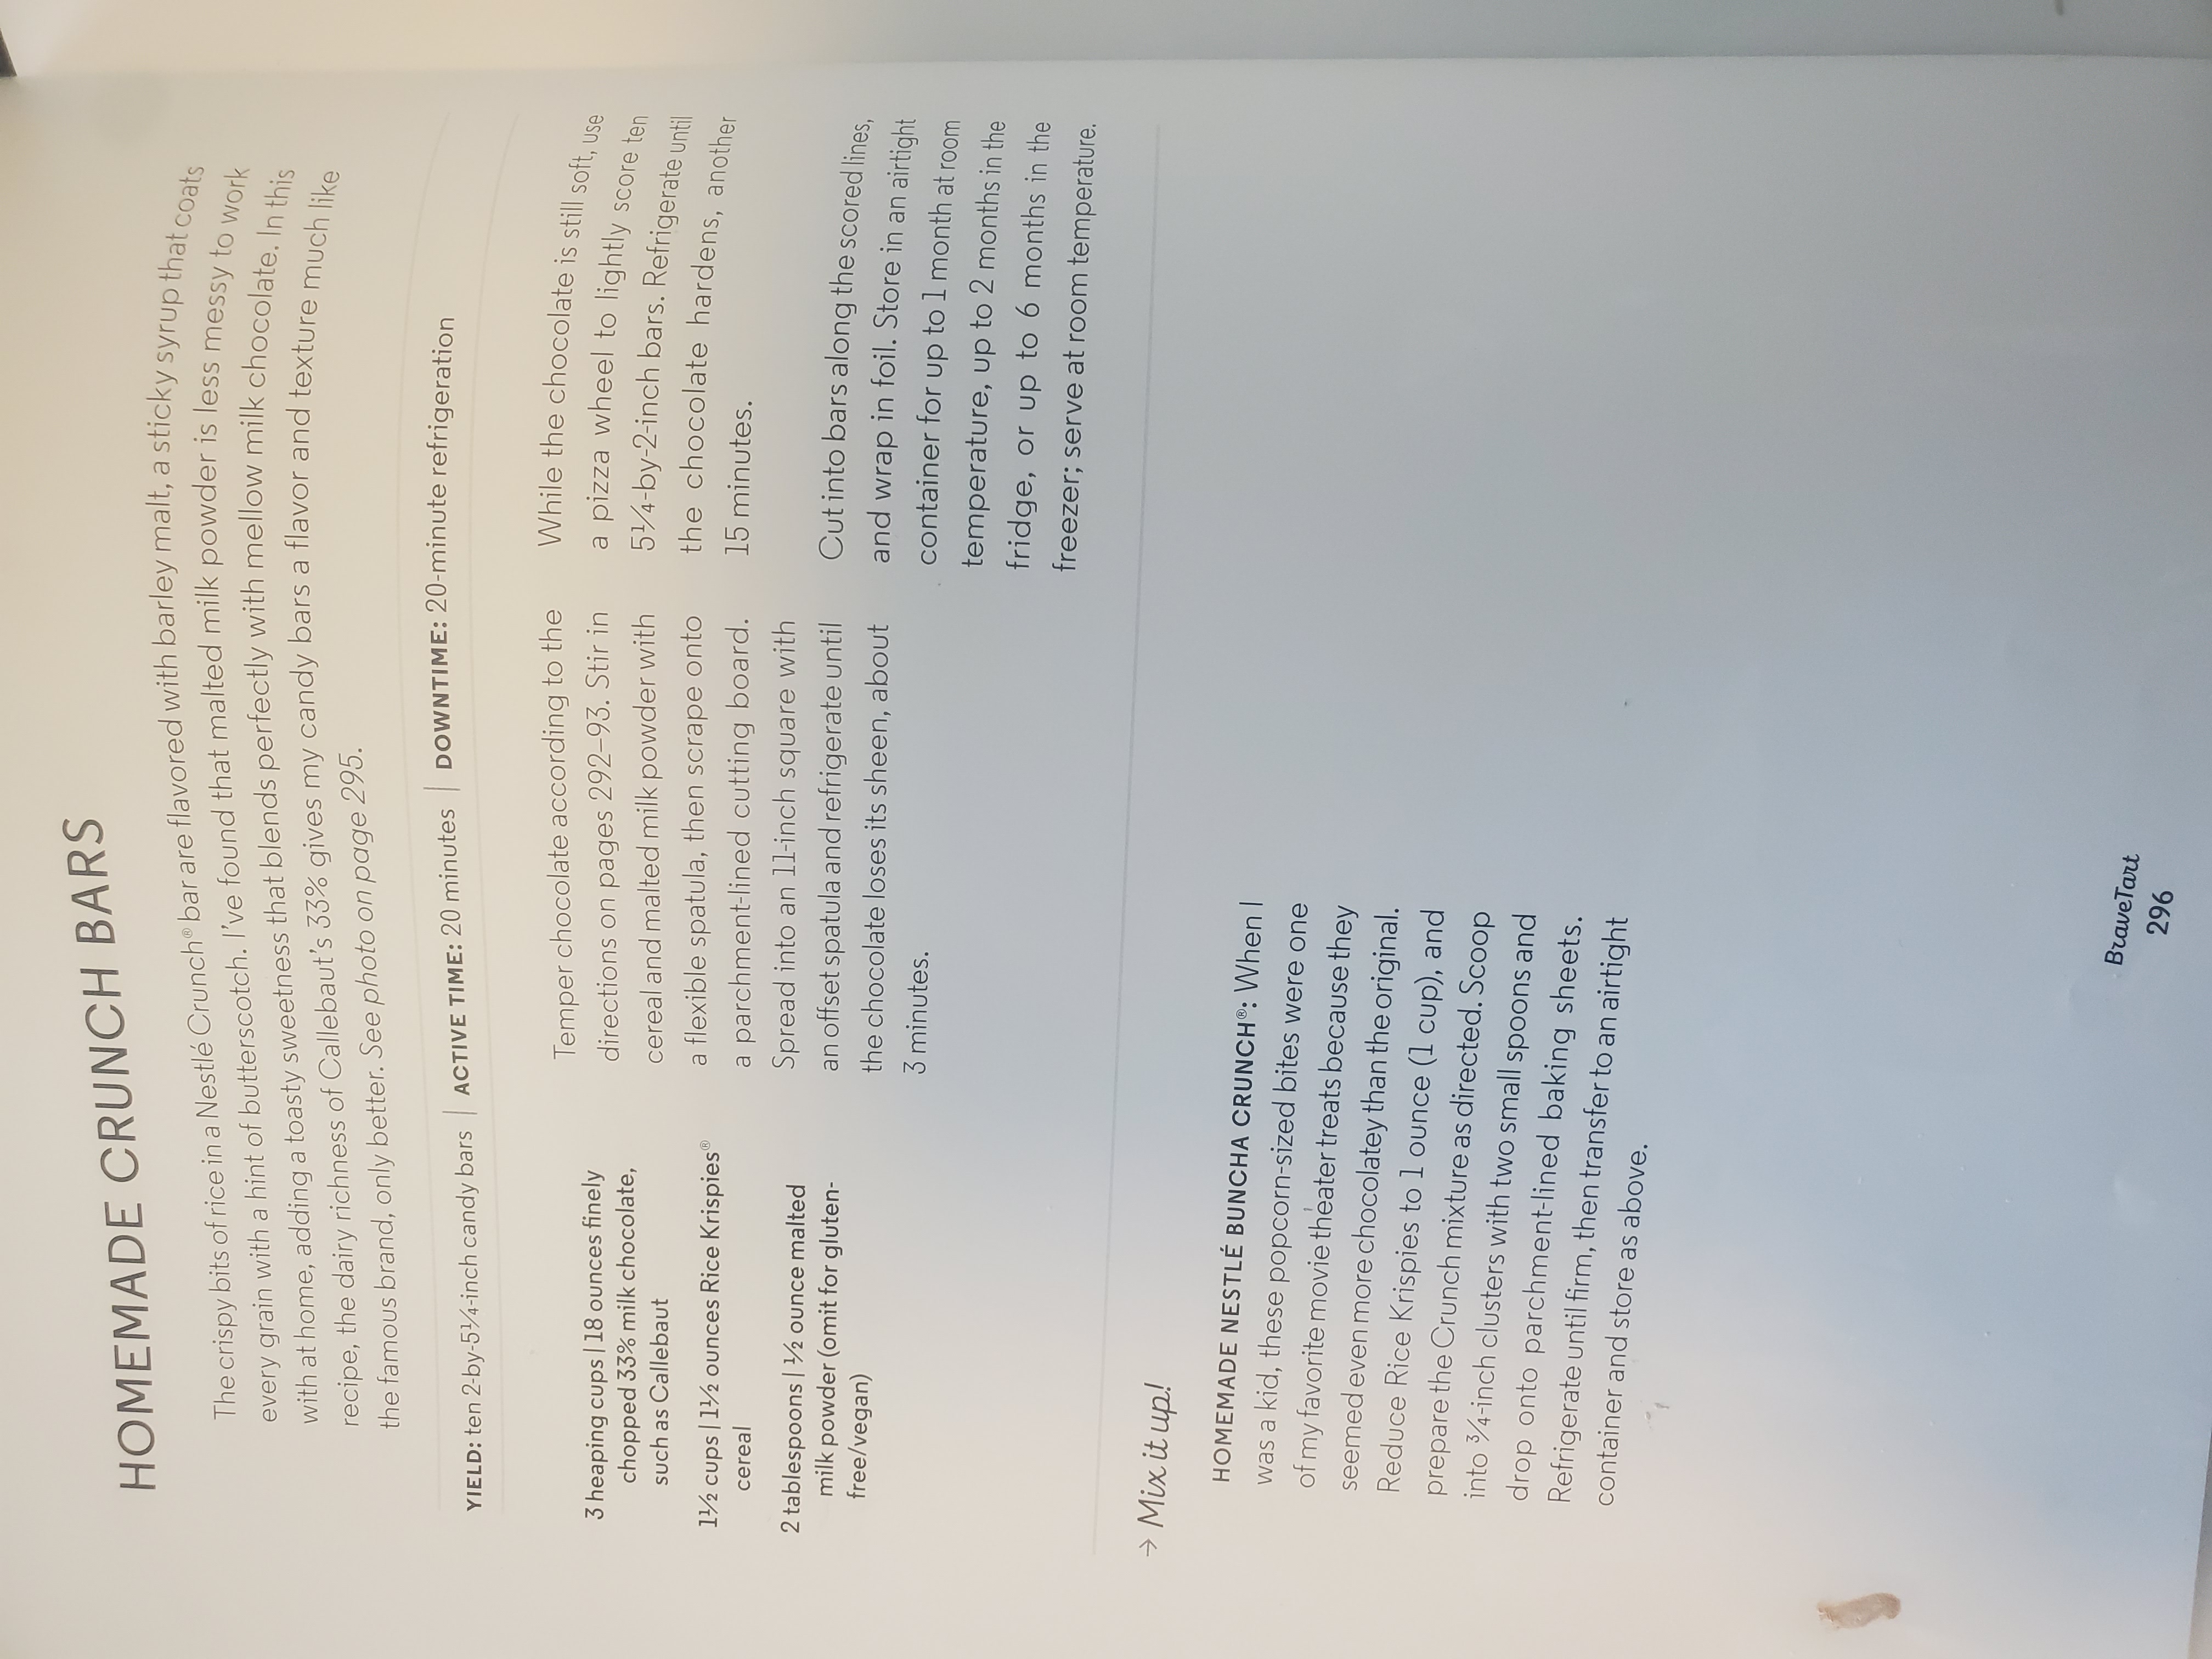 HOMEMADE CRUNCH BARS
The crispy bits of rice in a Nestlé Crunch® bar are flavored with barley malt, a sticky syrup that coats
every grain with a hint of butterscotch. I've found that malted milk powder is less messy to work
with at home, adding a toasty sweetness that blends perfectly with mellow milk chocolate. In this
recipe, the dairy richness of Callebaut's 33% gives my candy bars a flavor and texture much like
the famous brand, only better. See photo on page 295.
YIELD: ten 2-by-5¼-inch candy bars | ACTIVE TIME: 20 minutes | DOWNTIME: 20-minute refrigeration
3 heaping cups | 18 ounces finely
chopped 33% milk chocolate,
such as Callebaut
1½ cups | 1½ ounces Rice Krispies®
cereal
2 tablespoons | ½ ounce malted
milk powder (omit for gluten-
free/vegan)
Temper chocolate according to the
directions on pages 292–93. Stir in
cereal and malted milk powder with
a flexible spatula, then scrape onto
a parchment-lined cutting board.
Spread into an 11-inch square with
an offset spatula and refrigerate until
the chocolate loses its sheen, about
3 minutes.
While the chocolate is still soft, use
a pizza wheel to lightly score ten
5¼-by-2-inch bars. Refrigerate until
the chocolate hardens, another
15 minutes.
Cut into bars along the scored lines,
and wrap in foil. Store in an airtight
container for up to 1 month at room
temperature, up to 2 months in the
fridge, or up to 6 months in the
freezer; serve at room temperature.
→ Mix it up!
HOMEMADE NESTLÉ BUNCHA CRUNCH®: When I
was a kid, these popcorn-sized bites were one
of my favorite movie theater treats because they
seemed even more chocolatey than the original.
Reduce Rice Krispies to 1 ounce (1 cup), and
prepare the Crunch mixture as directed. Scoop
into ¾-inch clusters with two small spoons and
drop onto parchment-lined baking sheets.
Refrigerate until firm, then transfer to an airtight
container and store as above.
BraveTart
296